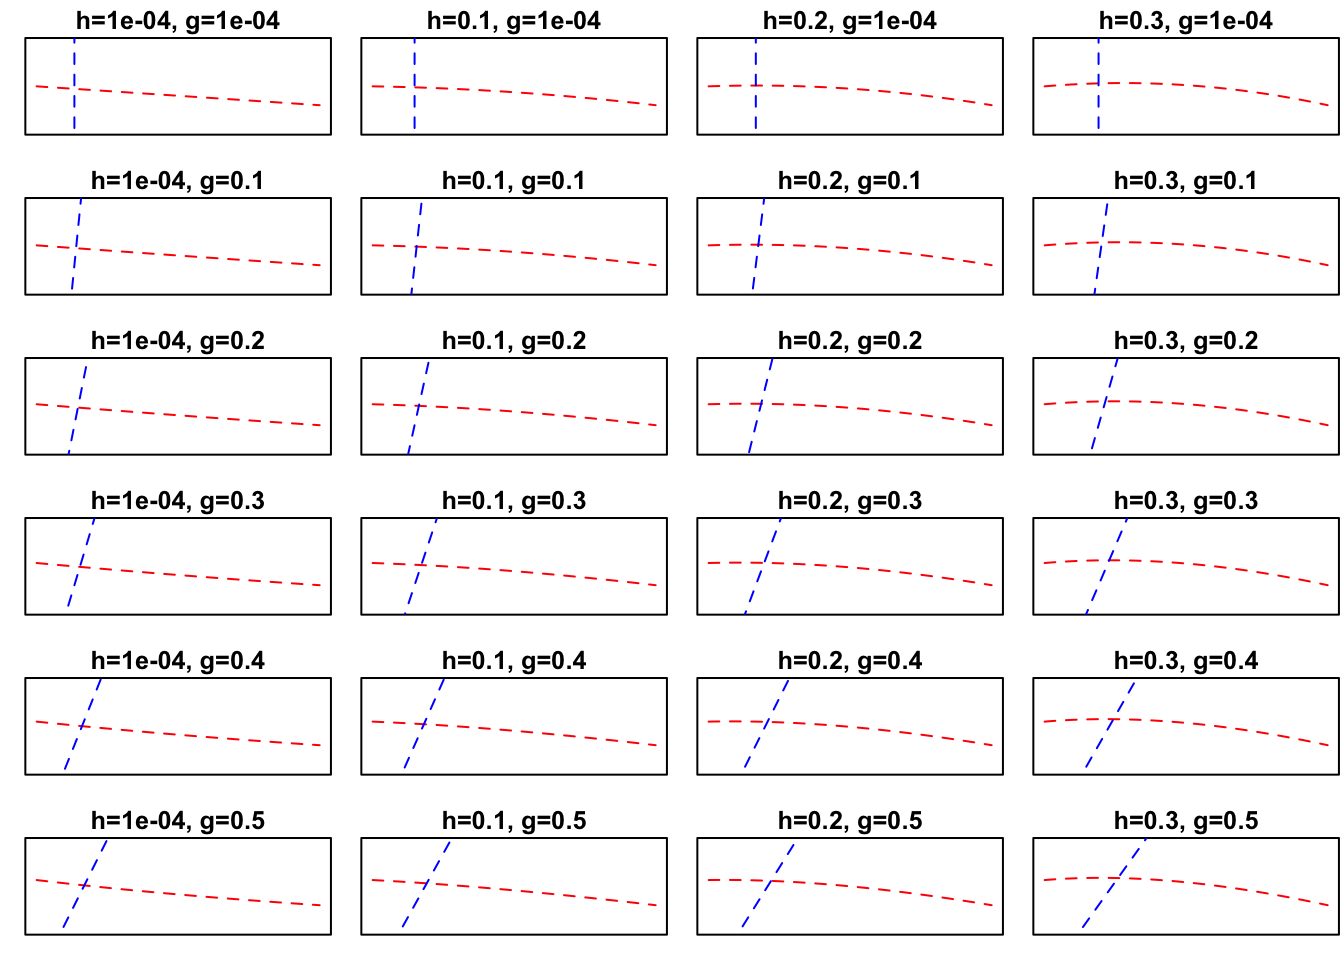 h=1e-04, g=1e-04 h=0.1, g=1e-04 h=0.2, g=1e-04 h=0.3, g=1e-04
h=1e-04, g=0.1 h=0.1, g=0.1 h=0.2, g=0.1 h=0.3, g=0.1
h=1e-04, g=0.2 h=0.1, g=0.2 h=0.2, g=0.2 h=0.3, g=0.2
h=1e-04, g=0.3 h=0.1, g=0.3 h=0.2, g=0.3 h=0.3, g=0.3
h=1e-04, g=0.4 h=0.1, g=0.4 h=0.2, g=0.4 h=0.3, g=0.4
h=1e-04, g=0.5 h=0.1, g=0.5 h=0.2, g=0.5 h=0.3, g=0.5